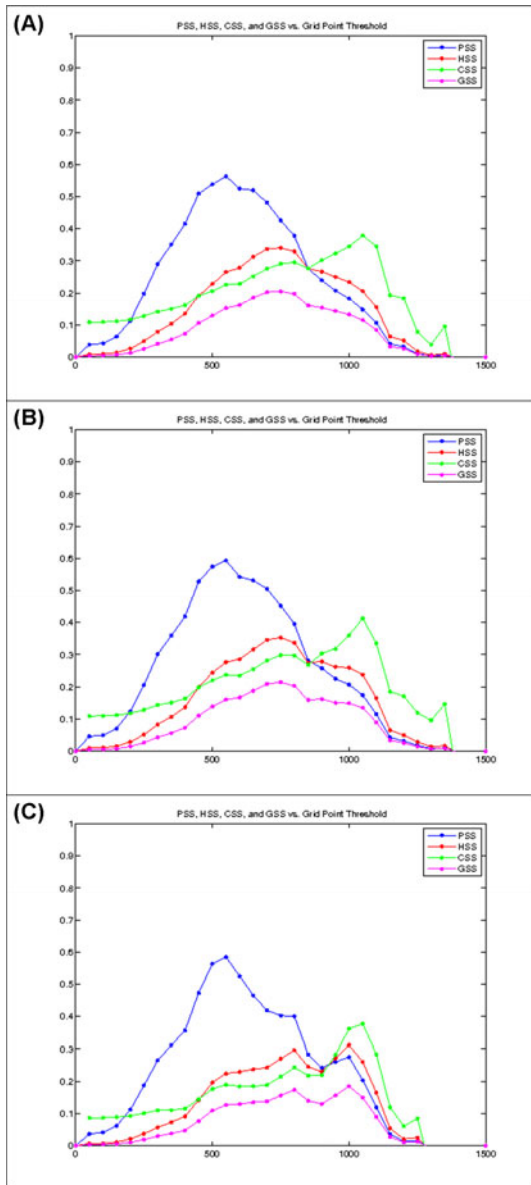 (A)
PSS, HSS, CSS, and GSS vs. Grid Point Threshold
PSS
HSS
CSS
GSS
1
0.9
0.8
0.7
0.6
0.5
0.4
0.3
0.2
0.1
0
0 500 1000 1500
(B)
PSS, HSS, CSS, and GSS vs. Grid Point Threshold
PSS
HSS
CSS
GSS
1
0.9
0.8
0.7
0.6
0.5
0.4
0.3
0.2
0.1
0
0 500 1000 1500
(C)
PSS, HSS, CSS, and GSS vs. Grid Point Threshold
PSS
HSS
CSS
GSS
1
0.9
0.8
0.7
0.6
0.5
0.4
0.3
0.2
0.1
0
0 500 1000 1500